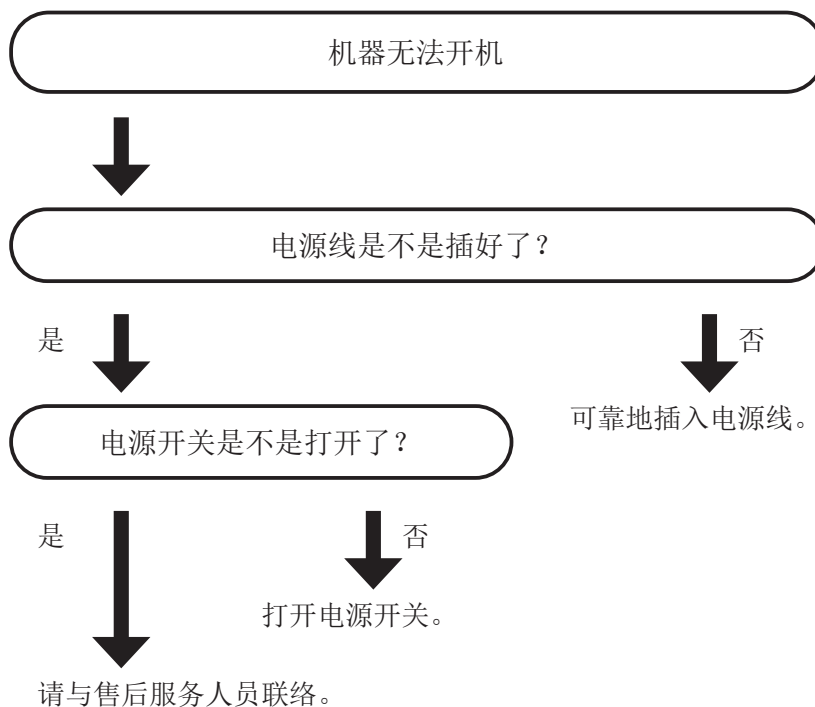 机器无法开机
电源线是不是插好了？
是
否
可靠地插入电源线。
电源开关是不是打开了？
是
否
打开电源开关。
请与售后服务人员联络。